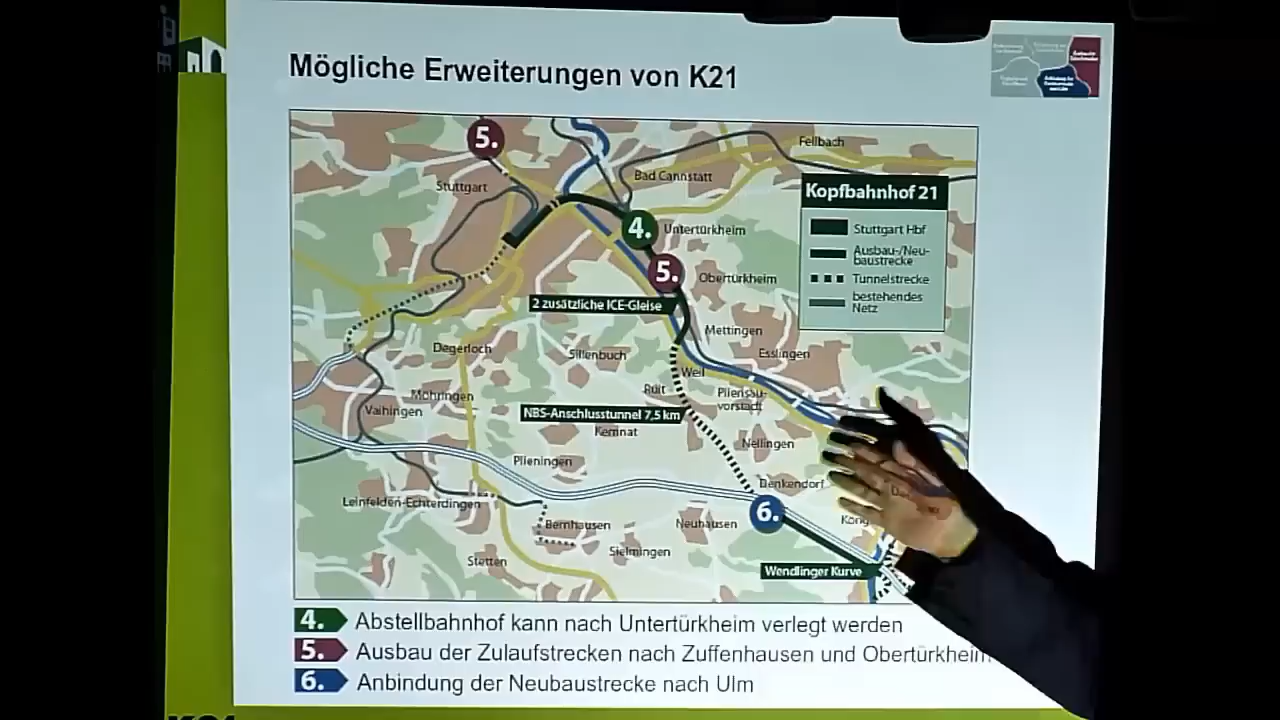 Mögliche Erweiterungen von K21
5.
Fellbach
Bad Cannstatt
Stuttgart
Kopfbahnhof 21
4.
Untertürkheim
Stuttgart Hbf
Ausbau-/Neu-
baustrecke
5.
Obertürkheim
Tunnelstrecke
2 zusätzliche ICE-Gleise
bestehendes
Netz
Mettingen
Degerloch
Sillenbuch
Esslingen
Weil
Ruit
Pliensau-
vorstadt
Möhringen
Vaihingen
NBS-Anschlusstunnel 7,5 km
Kemnat
Nellingen
Plieningen
Denkendorf
Leinfelden-Echterdingen
6.
Bernhausen
Neuhausen
Köng
Sielmingen
Stetten
Wendlinger Kurve
4. Abstellbahnhof kann nach Untertürkheim verlegt werden
5. Ausbau der Zulaufstrecken nach Zuffenhausen und Obertürkheim
6. Anbindung der Neubaustrecke nach Ulm
K21